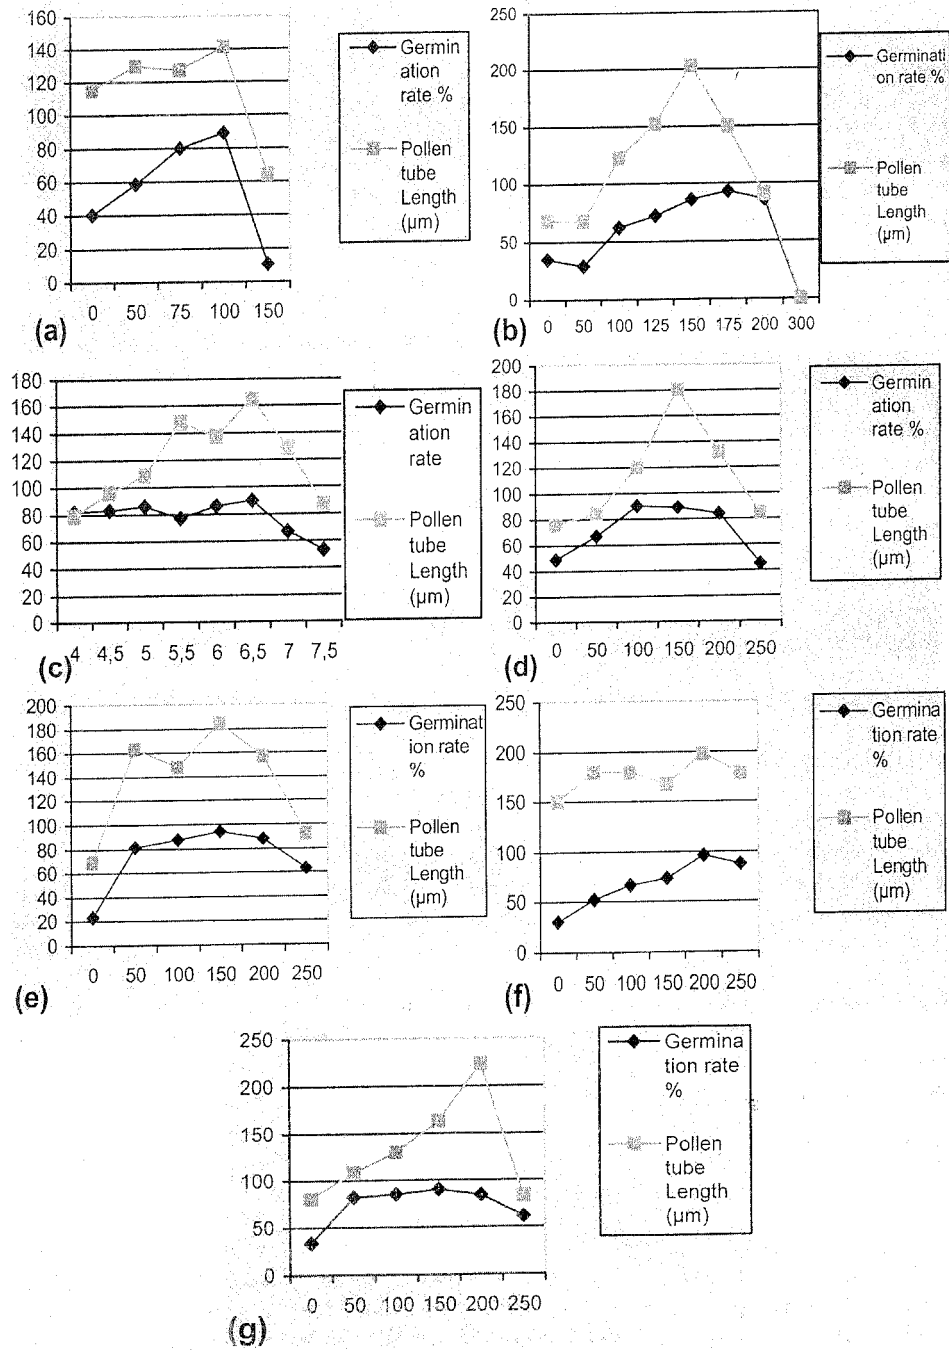 160
140
120
100
80
60
40
20
0
0 50 75 100 150
(a)
Germin
ation
rate %
Pollen
tube
Length
(µm)
250
200
150
100
50
0
0 50 100 125 150 175 200 300
(b)
Germinati
on rate %
Pollen
tube
Length
(µm)
180
160
140
120
100
80
60
40
20
0
4 4,5 5 5,5 6 6,5 7 7,5
(c)
Germin
ation
rate
Pollen
tube
Length
(µm)
200
180
160
140
120
100
80
60
40
20
0
0 50 100 150 200 250
(d)
Germin
ation
rate %
Pollen
tube
Length
(µm)
200
180
160
140
120
100
80
60
40
20
0
0 50 100 150 200 250
(e)
Germinat
ion rate
%
Pollen
tube
Length
(µm)
250
200
150
100
50
0
0 50 100 150 200 250
(f)
Germina
tion rate
%
Pollen
tube
Length
(µm)
250
200
150
100
50
0
0 50 100 150 200 250
(g)
Germina
tion rate
%
Pollen
tube
Length
(µm)